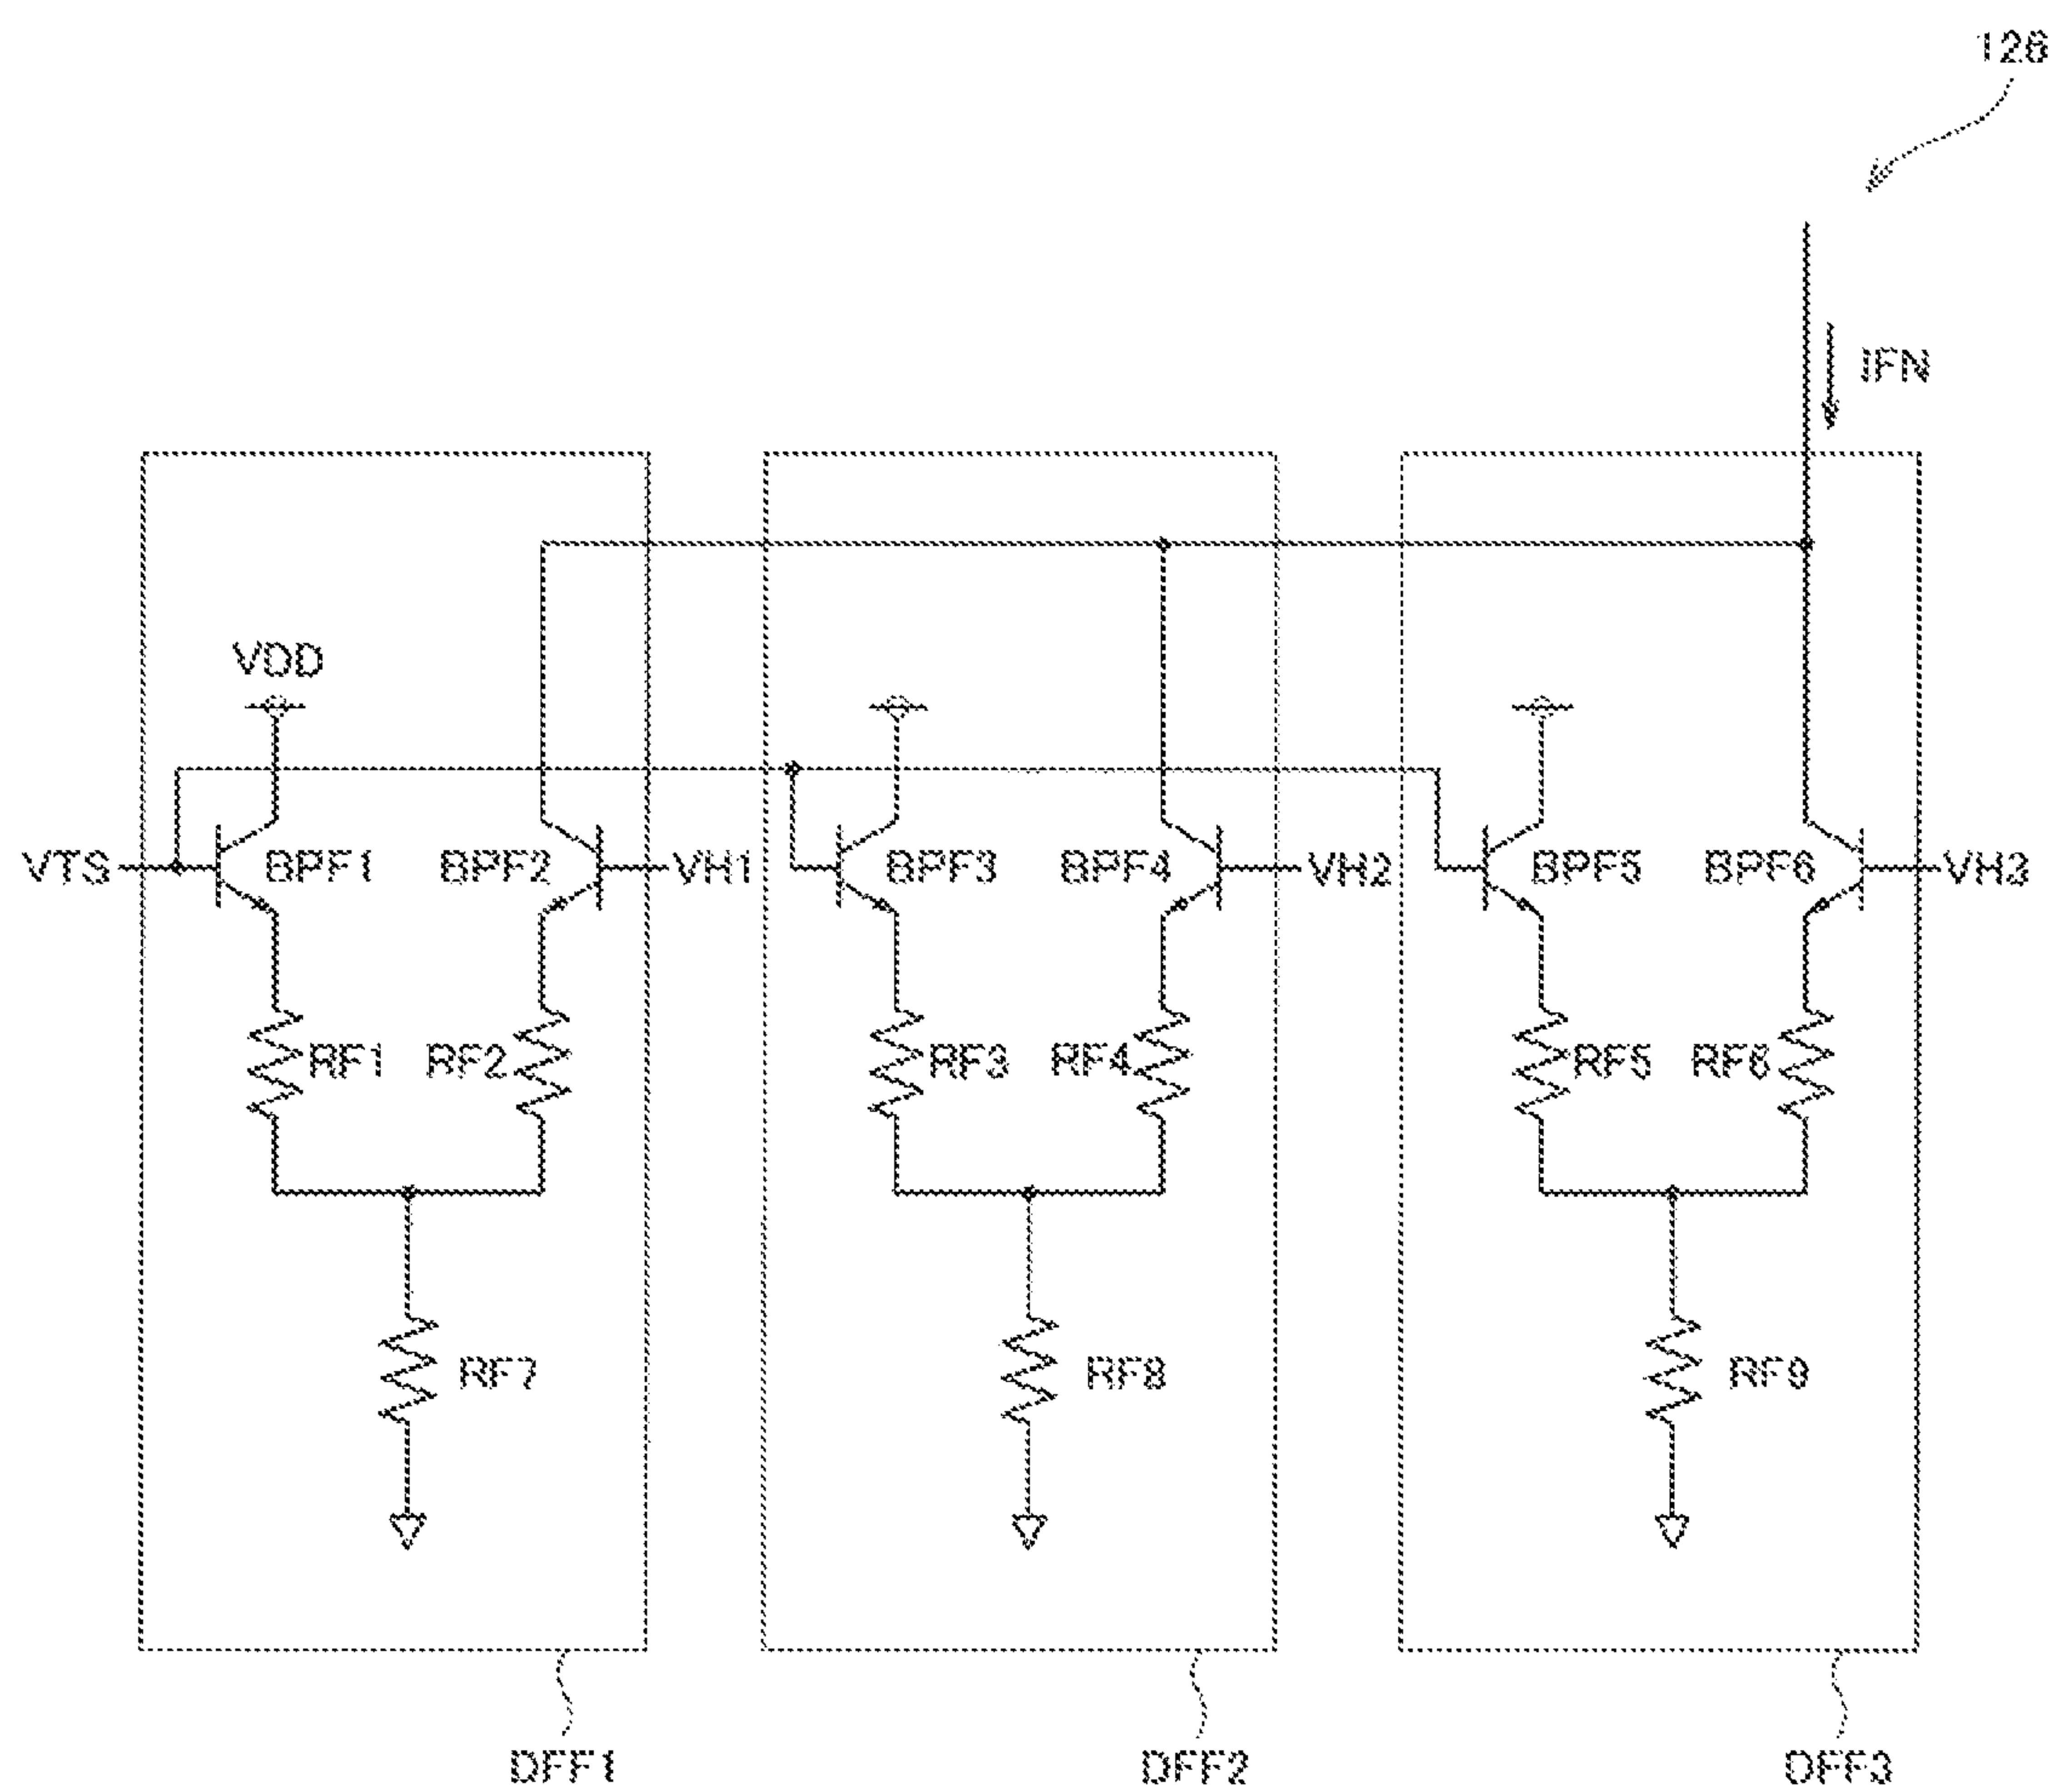 126
IFN
VDD
VTS BPF1 BPF2 VH1 BPF3 BPF4 VH2 BPF5 BPF6 VH3
RF1 RF2 RF3 RF4 RF5 RF6
RF7 RF8 RF9
DFF1 DFF2 DFF3